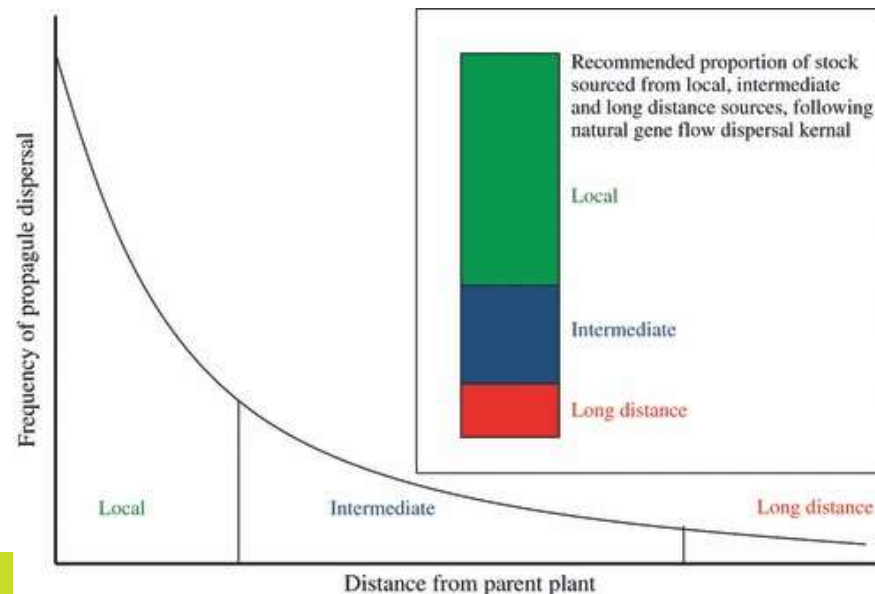 Frequency of propagule dispersal
Recommended proportion of stock
sourced from local, intermediate
and long distance sources, following
natural gene flow dispersal kernal
Local
Intermediate
Long distance
Local
Intermediate
Long distance
Distance from parent plant